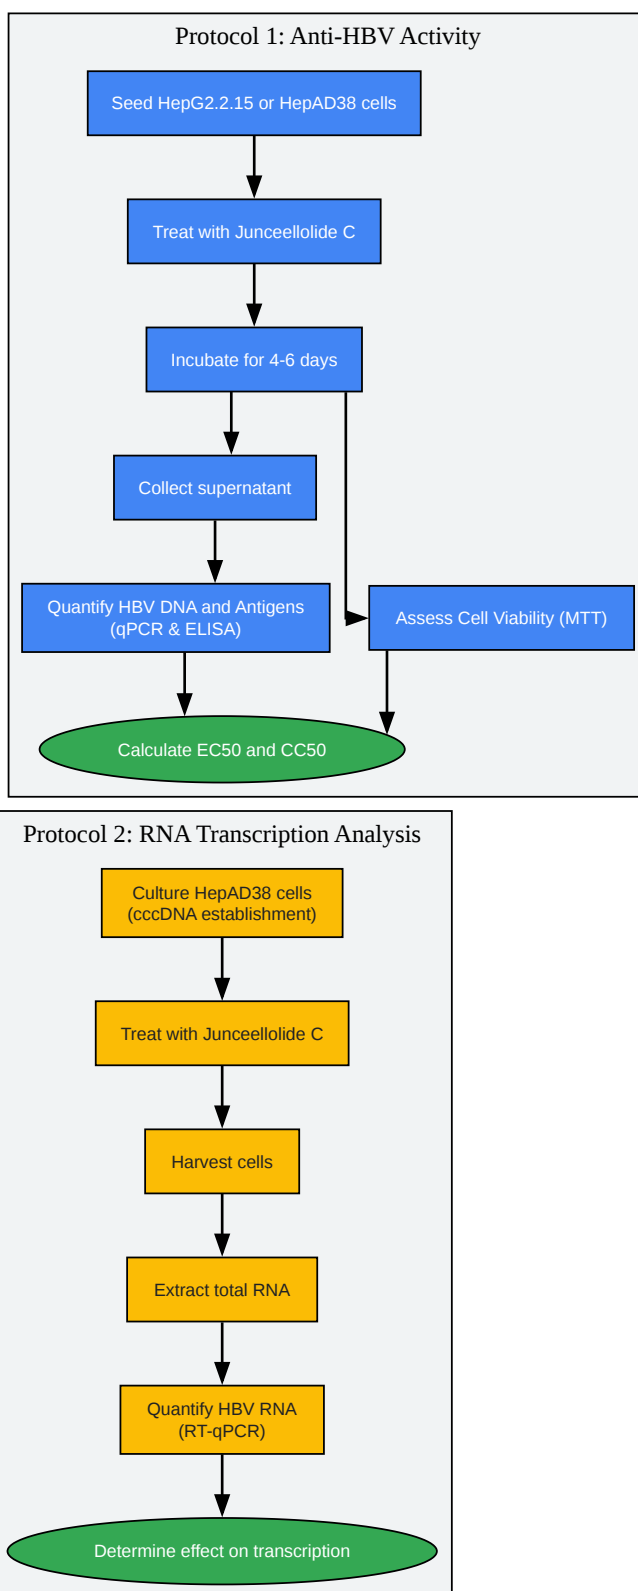 Protocol 1: Anti-HBV Activity
Seed HepG2.2.15 or HepAD38 cells
Treat with Junceellolide C
Incubate for 4-6 days
Collect supernatant
Quantify HBV DNA and Antigens
(qPCR & ELISA)
Assess Cell Viability (MTT)
Calculate EC50 and CC50
Protocol 2: RNA Transcription Analysis
Culture HepAD38 cells
(cccDNA establishment)
Treat with Junceellolide C
Harvest cells
Extract total RNA
Quantify HBV RNA
(RT-qPCR)
Determine effect on transcription